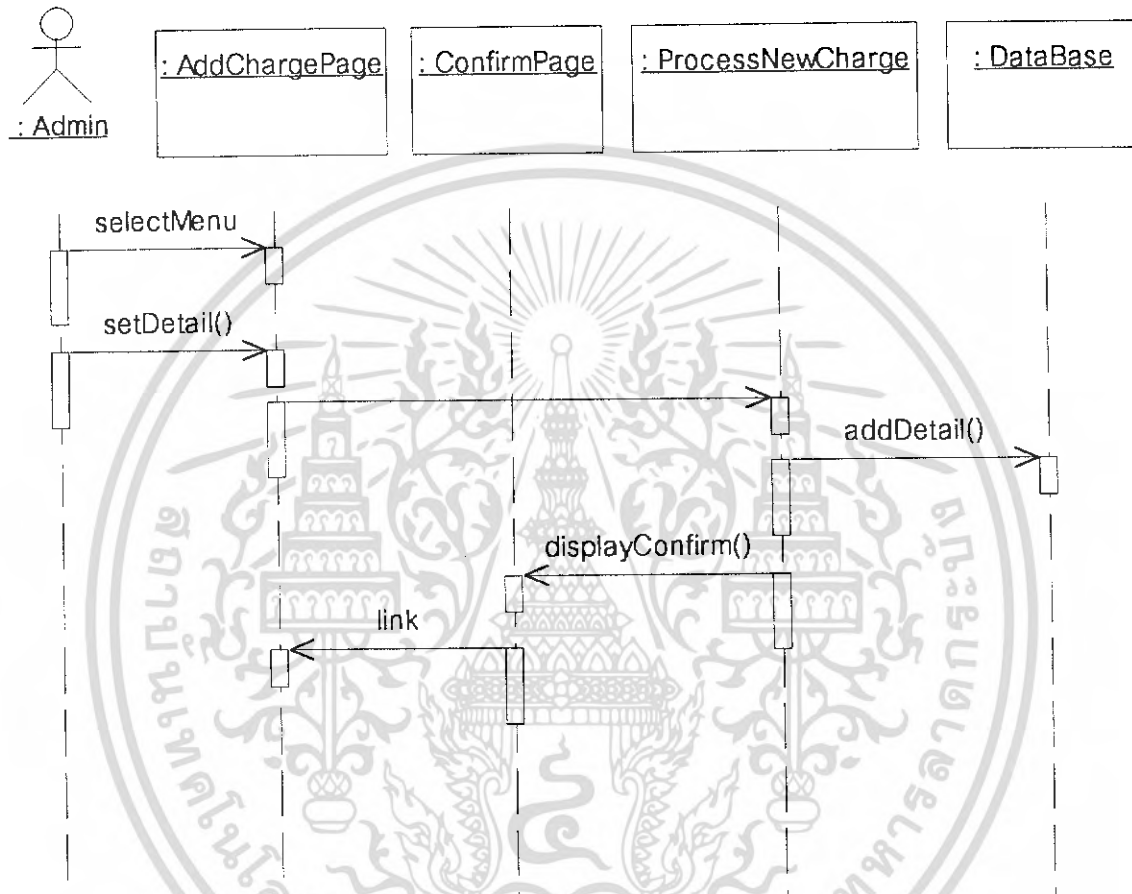 : Admin
: AddChargePage
: ConfirmPage
: ProcessNewCharge
: DataBase
selectMenu
setDetail()
addDetail()
displayConfirm()
link